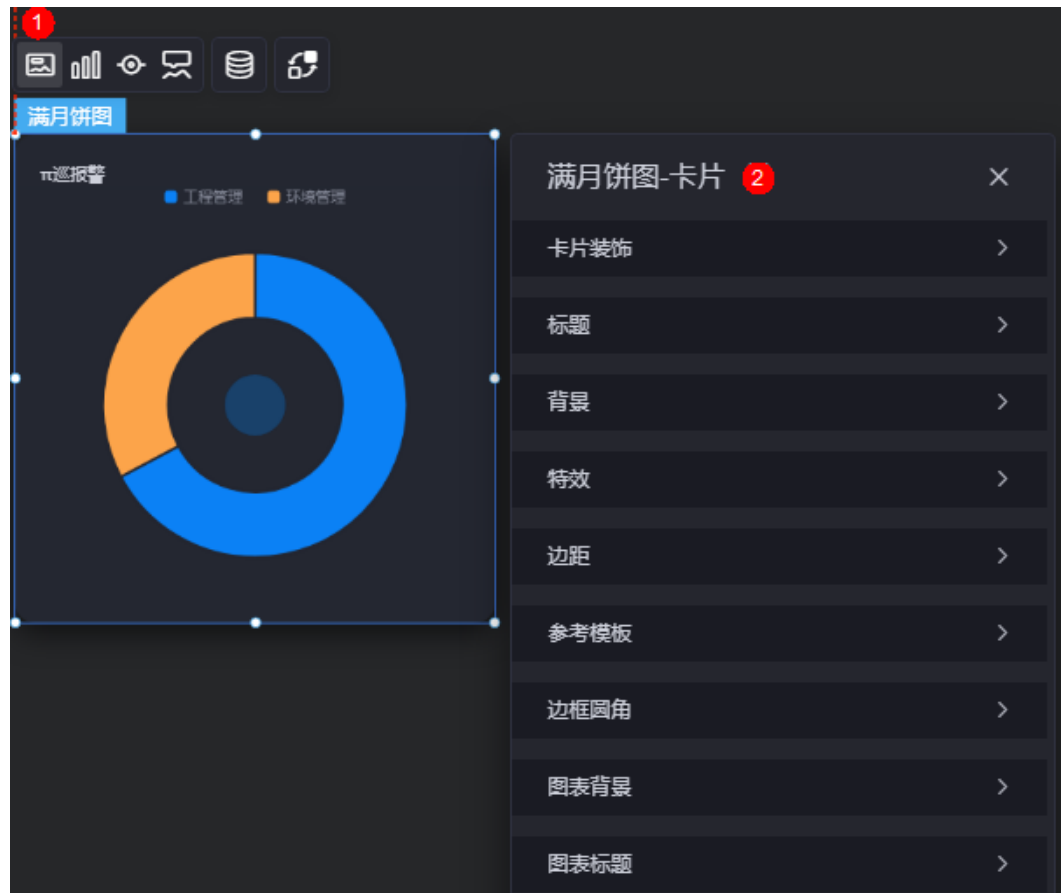 1
满月饼图
π巡报警
工程管理 环境管理
满月饼图-卡片 2
卡片装饰
标题
背景
特效
边距
参考模板
边框圆角
图表背景
图表标题